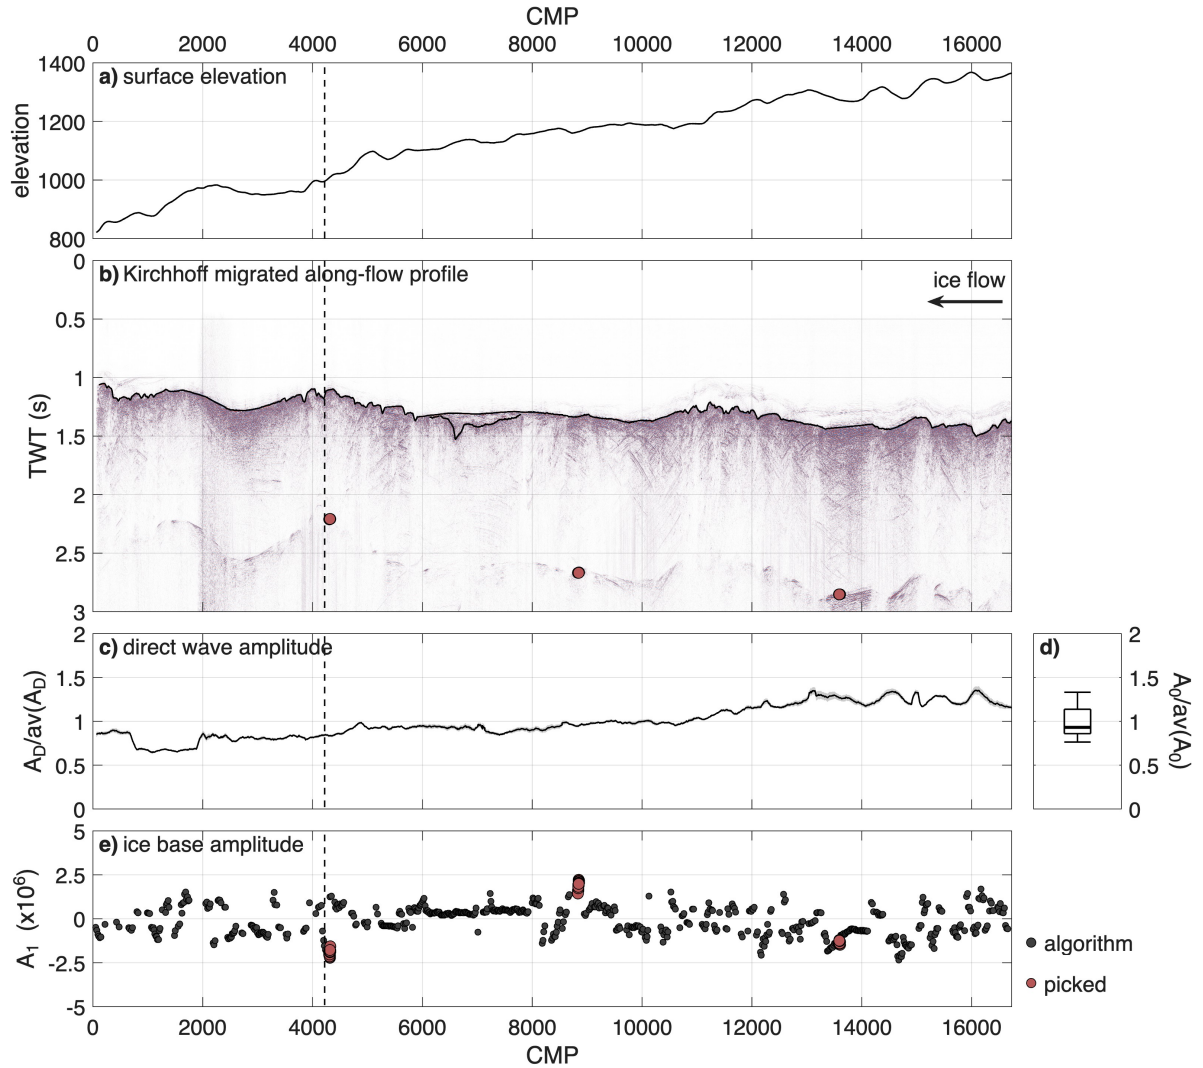 CMP
0 2000 4000 6000 8000 10000 12000 14000 16000
1400
1200
1000
800
elevation
a) surface elevation
0
0.5
1
1.5
2
2.5
3
TWT (s)
b) Kirchhoff migrated along-flow profile
ice flow
2
1.5
1
0.5
0
A_D/av(A_D)
c) direct wave amplitude
d)
2
1.5
1
0.5
0
A_0/av(A_0)
5
2.5
0
-2.5
-5
A_1 (x10^6)
e) ice base amplitude
algorithm
picked
0 2000 4000 6000 8000 10000 12000 14000 16000
CMP